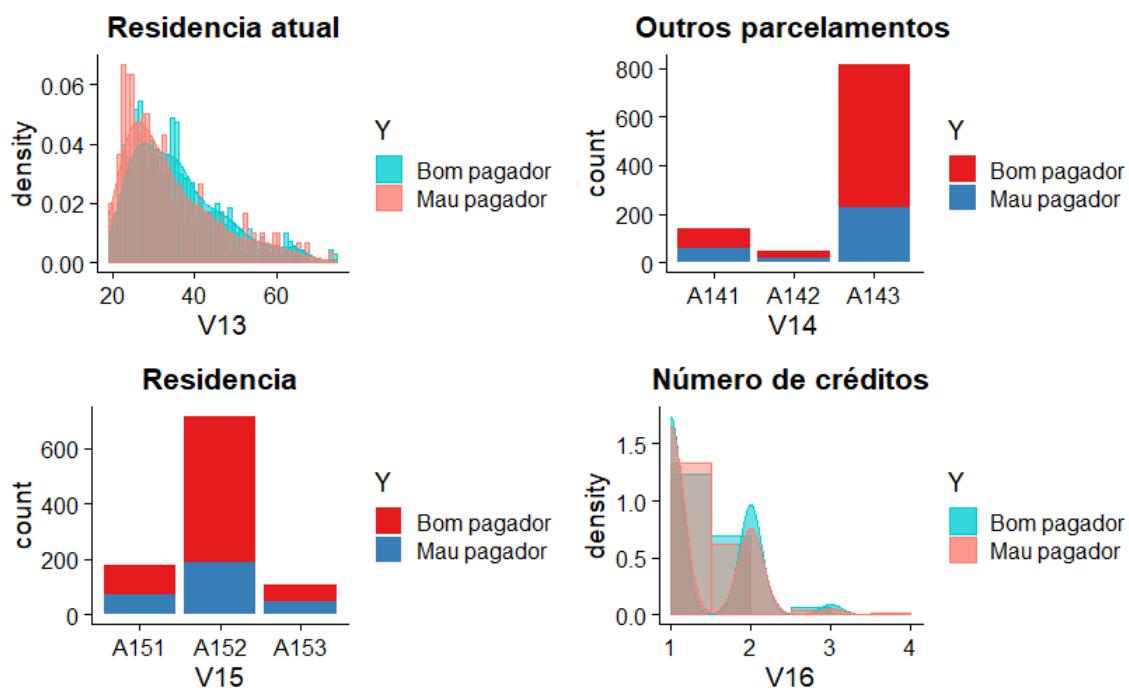 Residencia atual
density
0.06
0.04
0.02
0.00
20 40 60
V13
Y
Bom pagador
Mau pagador
Outros parcelamentos
count
800
600
400
200
0
A141 A142 A143
V14
Y
Bom pagador
Mau pagador
Residencia
count
600
400
200
0
A151 A152 A153
V15
Y
Bom pagador
Mau pagador
Número de créditos
density
1.5
1.0
0.5
0.0
1 2 3 4
V16
Y
Bom pagador
Mau pagador